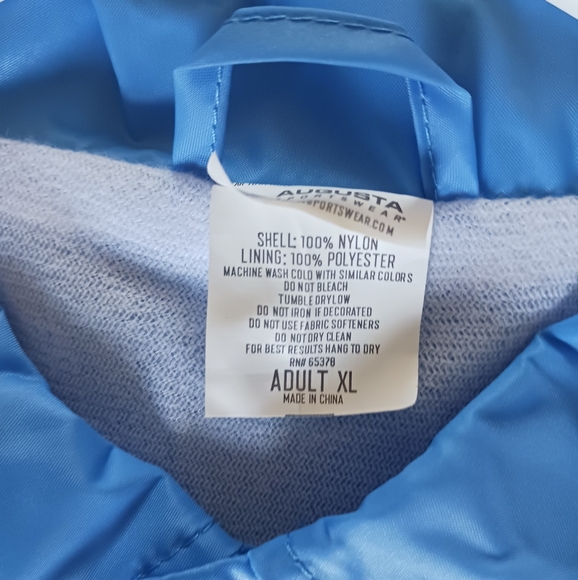 AUGUSTA
SPORTSWEAR
SPORTSWEAR.COM
SHELL: 100% NYLON
LINING: 100% POLYESTER
MACHINE WASH COLD WITH SIMILAR COLORS
DO NOT BLEACH
TUMBLE DRY LOW
DO NOT IRON IF DECORATED
DO NOT USE FABRIC SOFTENERS
DO NOT DRY CLEAN
FOR BEST RESULTS HANG TO DRY
RN# 65378
ADULT XL
MADE IN CHINA